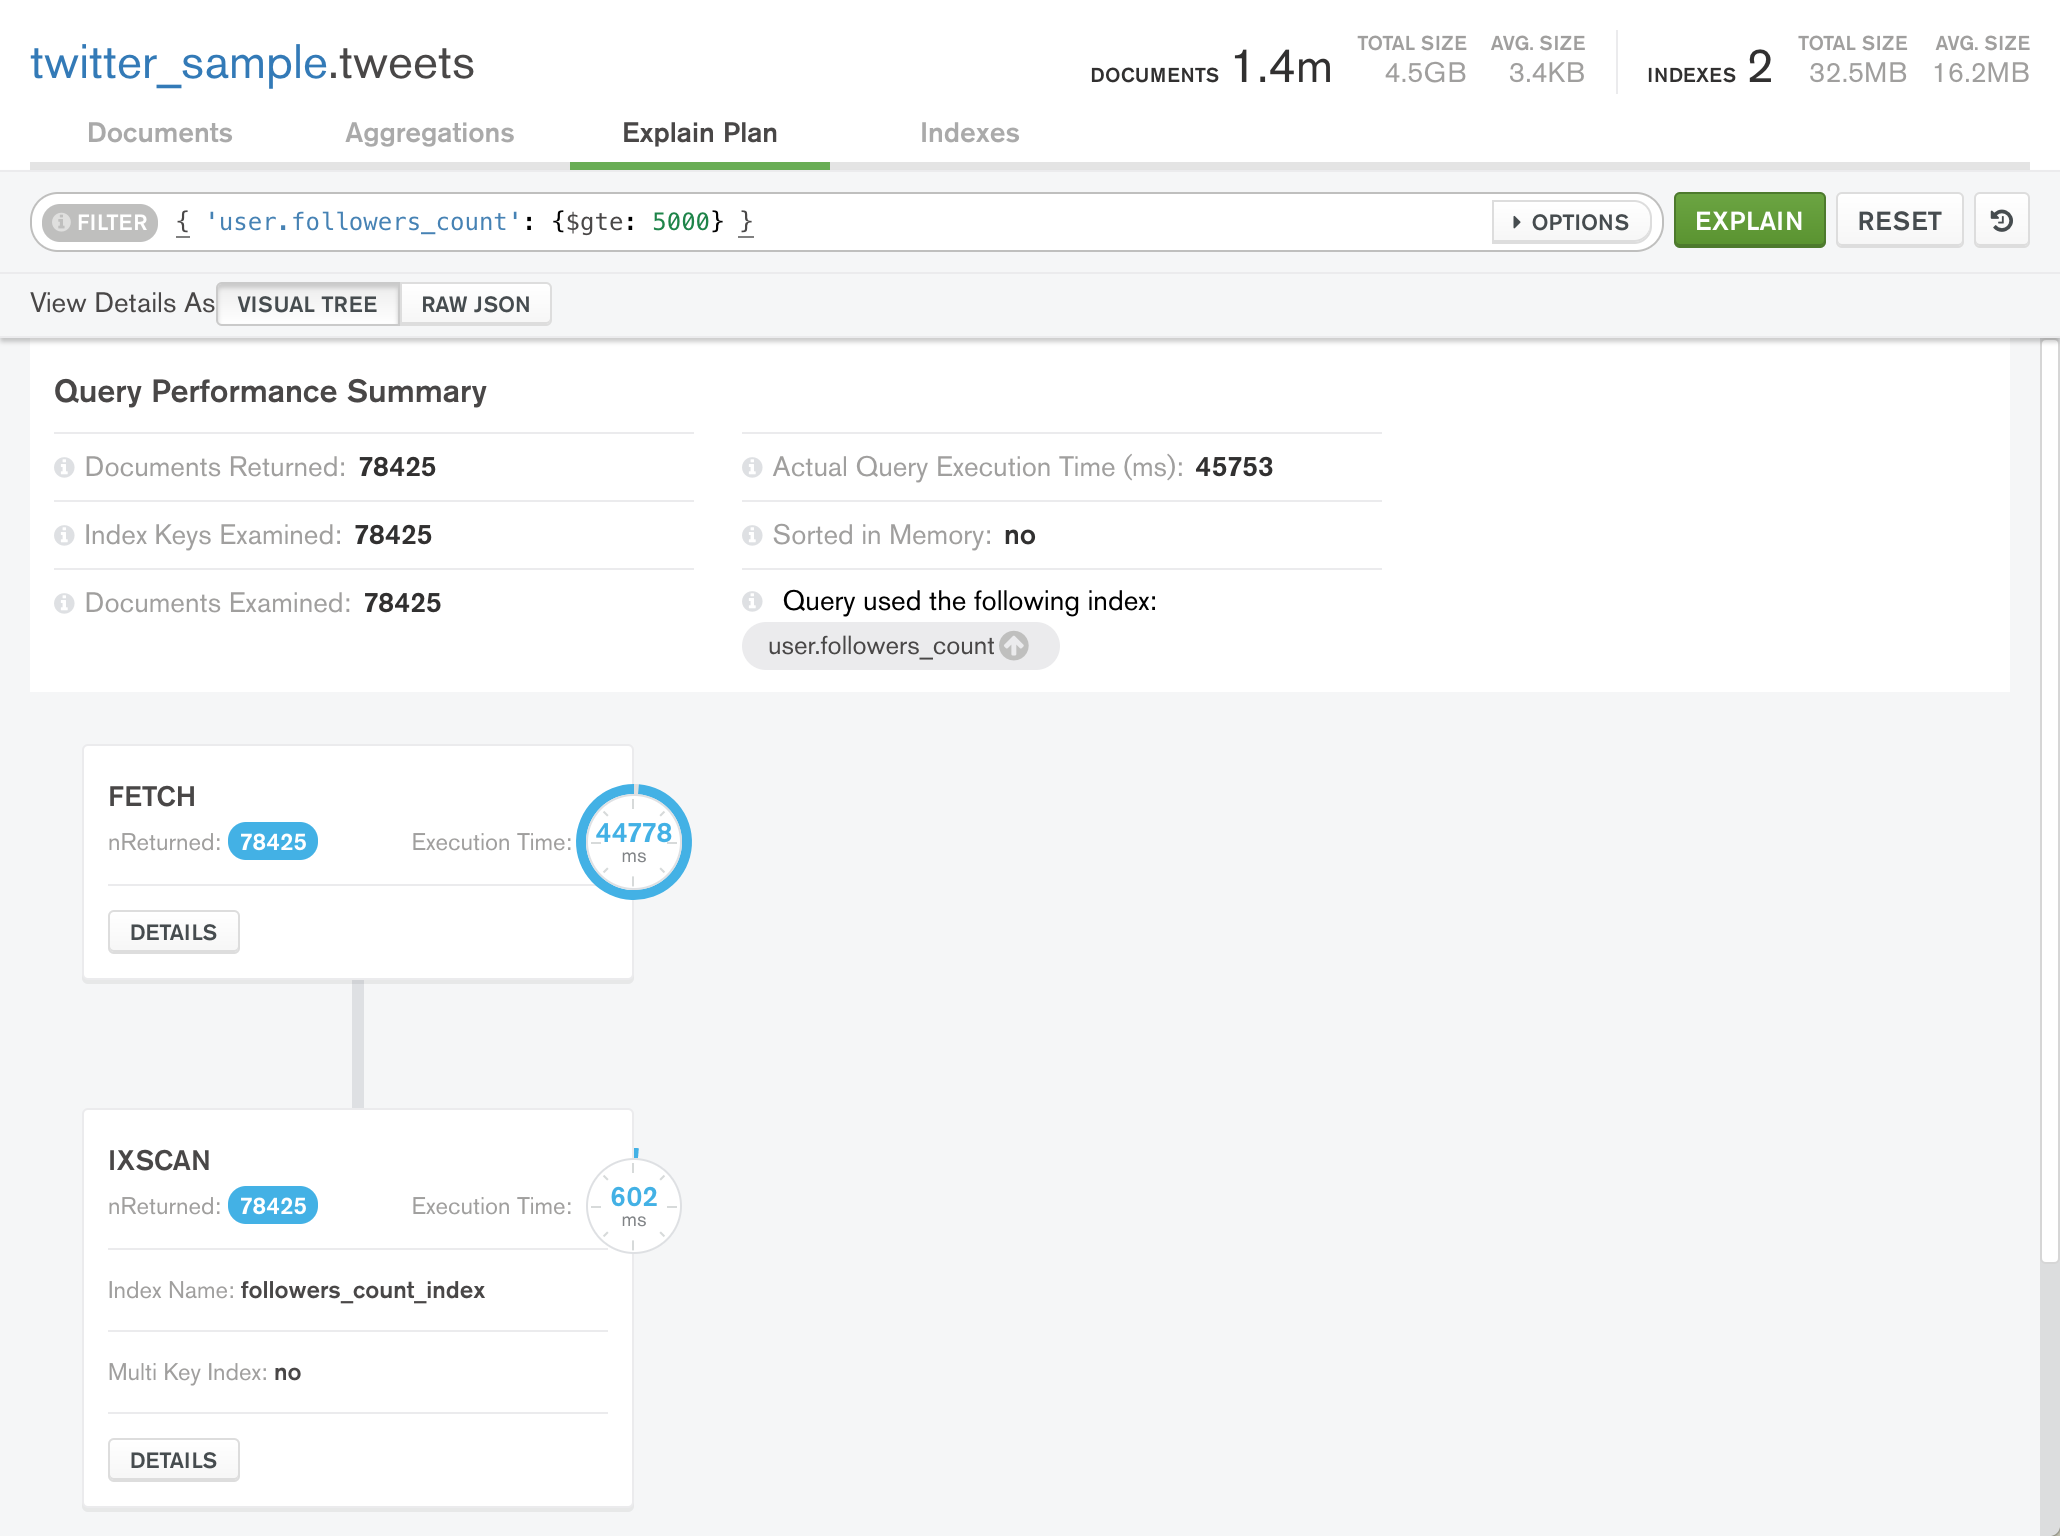 twitter_sample.tweets
DOCUMENTS 1.4m TOTAL SIZE 4.5GB AVG. SIZE 3.4KB INDEXES 2 TOTAL SIZE 32.5MB AVG. SIZE 16.2MB
Documents Aggregations Explain Plan Indexes
FILTER { 'user.followers_count': {$gte: 5000} } OPTIONS EXPLAIN RESET
View Details As VISUAL TREE RAW JSON
Query Performance Summary
Documents Returned: 78425
Index Keys Examined: 78425
Documents Examined: 78425
Actual Query Execution Time (ms): 45753
Sorted in Memory: no
Query used the following index:
user.followers_count
FETCH
nReturned: 78425 Execution Time: 44778 ms
DETAILS
IXSCAN
nReturned: 78425 Execution Time: 602 ms
Index Name: followers_count_index
Multi Key Index: no
DETAILS